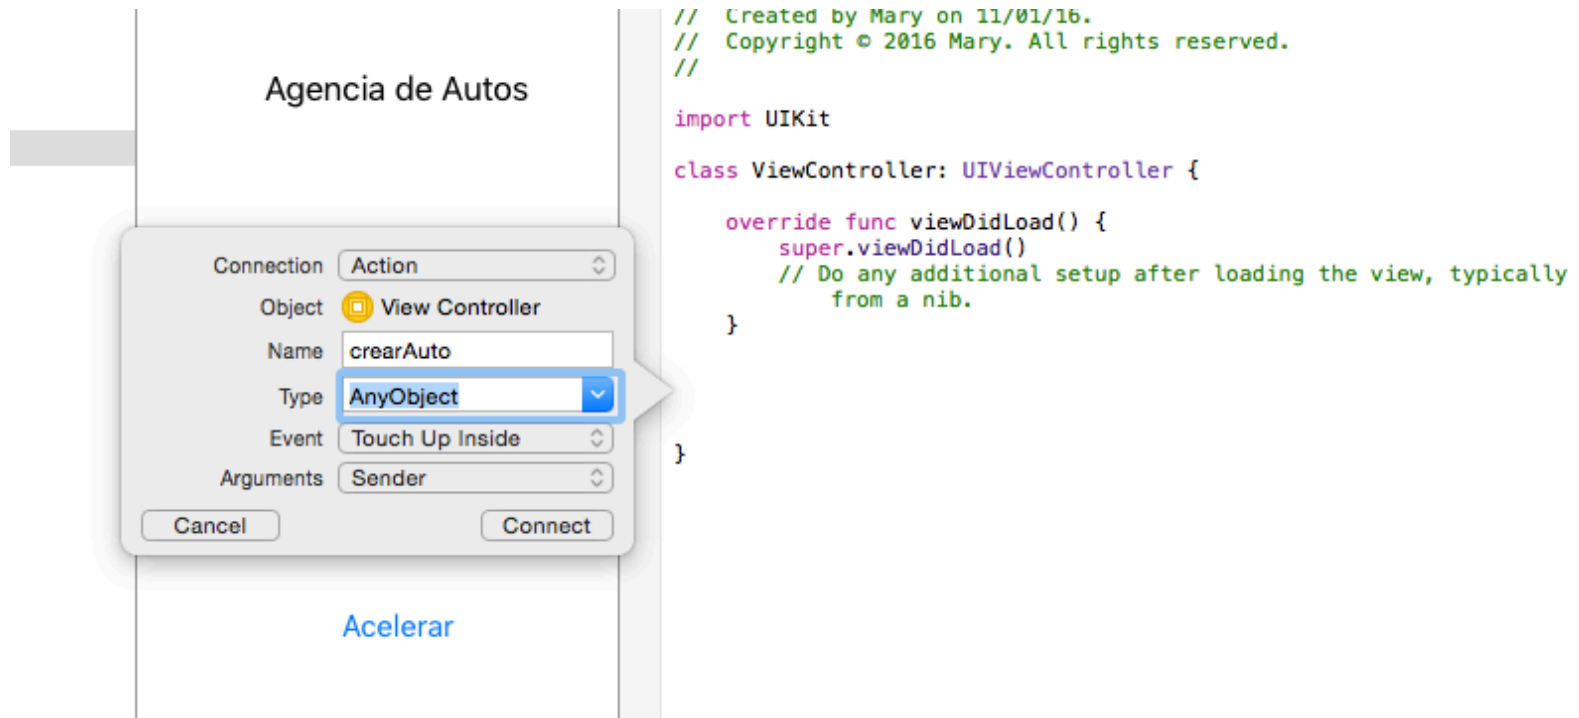 Agencia de Autos
Connection Action
Object View Controller
Name crearAuto
Type AnyObject
Event Touch Up Inside
Arguments Sender
Cancel Connect
Acelerar
// Created by Mary on 11/01/16.
// Copyright © 2016 Mary. All rights reserved.
//
import UIKit
class ViewController: UIViewController {
override func viewDidLoad() {
super.viewDidLoad()
// Do any additional setup after loading the view, typically
from a nib.
}
}